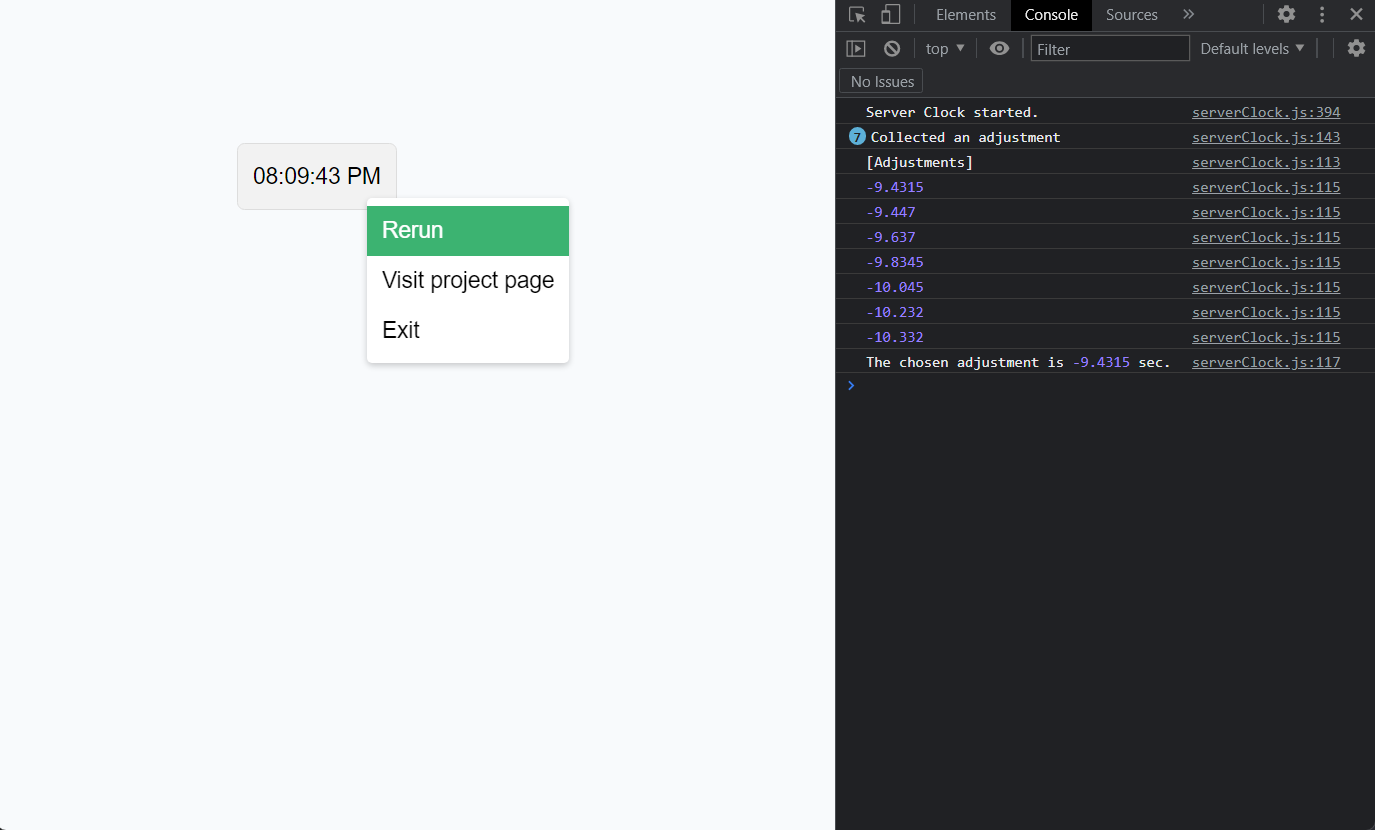 08:09:43 PM
Rerun
Visit project page
Exit
Elements Console Sources »
top ▼ Filter Default levels ▼
No Issues
Server Clock started. serverClock.js:394
7 Collected an adjustment serverClock.js:143
[Adjustments] serverClock.js:113
-9.4315 serverClock.js:115
-9.447 serverClock.js:115
-9.637 serverClock.js:115
-9.8345 serverClock.js:115
-10.045 serverClock.js:115
-10.232 serverClock.js:115
-10.332 serverClock.js:115
The chosen adjustment is -9.4315 sec. serverClock.js:117